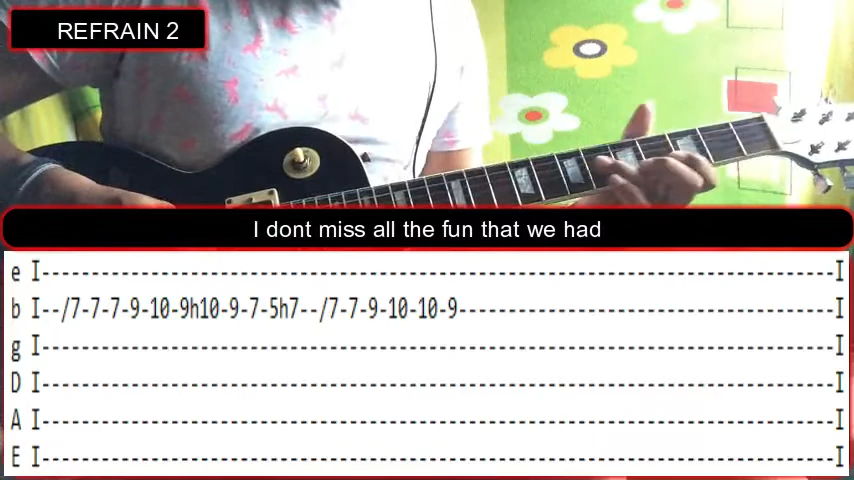 REFRAIN 2
I dont miss all the fun that we had
e I--------------------------------------------------------------------------------I
b I--/7-7-7-9-10-9h10-9-7-5h7--/7-7-9-10-10-9--------------------------------------I
g I--------------------------------------------------------------------------------I
D I--------------------------------------------------------------------------------I
A I--------------------------------------------------------------------------------I
E I--------------------------------------------------------------------------------I